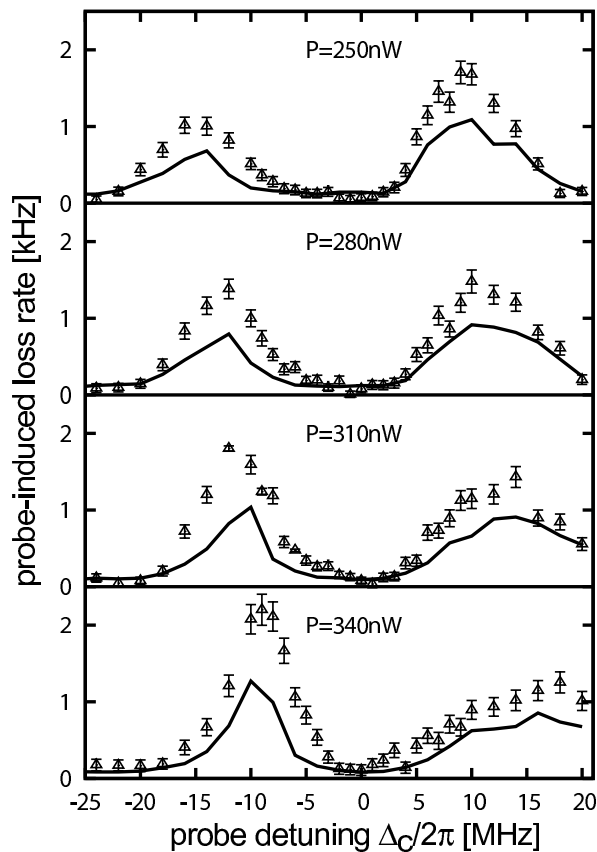 2
P=250nW
1
0
2
P=280nW
1
0
probe-induced loss rate [kHz]
2
P=310nW
1
0
2
P=340nW
1
0
-25 -20 -15 -10 -5 0 5 10 15 20
probe detuning Δc/2π [MHz]